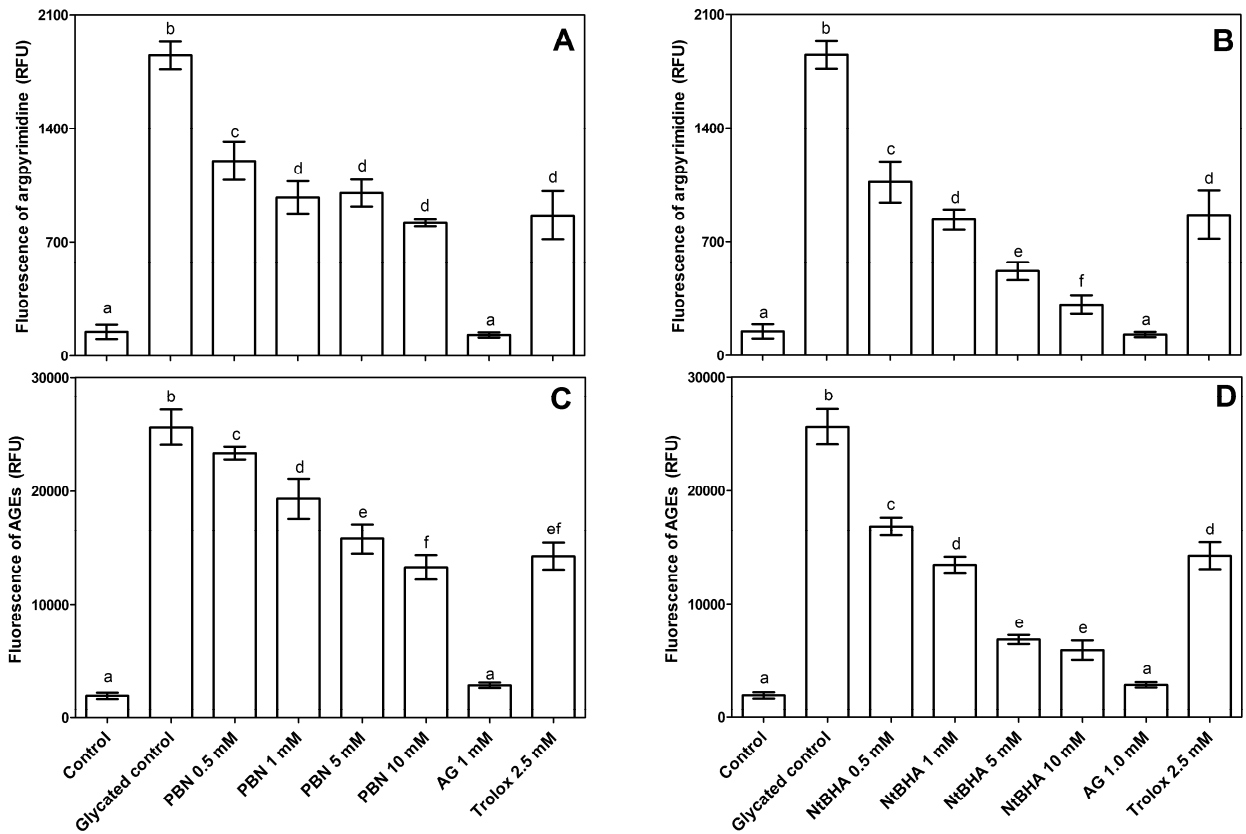 A
Fluorescence of argpyrimidine (RFU)
2100
1400
700
0
a
b
c
d
d
d
a
d
B
Fluorescence of argpyrimidine (RFU)
2100
1400
700
0
a
b
c
d
e
f
a
d
C
Fluorescence of AGEs (RFU)
30000
20000
10000
0
a
b
c
d
e
f
a
ef
Control
Glycated control
PBN 0.5 mM
PBN 1 mM
PBN 5 mM
PBN 10 mM
AG 1 mM
Trolox 2.5 mM
D
Fluorescence of AGEs (RFU)
30000
20000
10000
0
a
b
c
d
e
e
a
d
Control
Glycated control
NtBHA 0.5 mM
NtBHA 1 mM
NtBHA 5 mM
NtBHA 10 mM
AG 1.0 mM
Trolox 2.5 mM